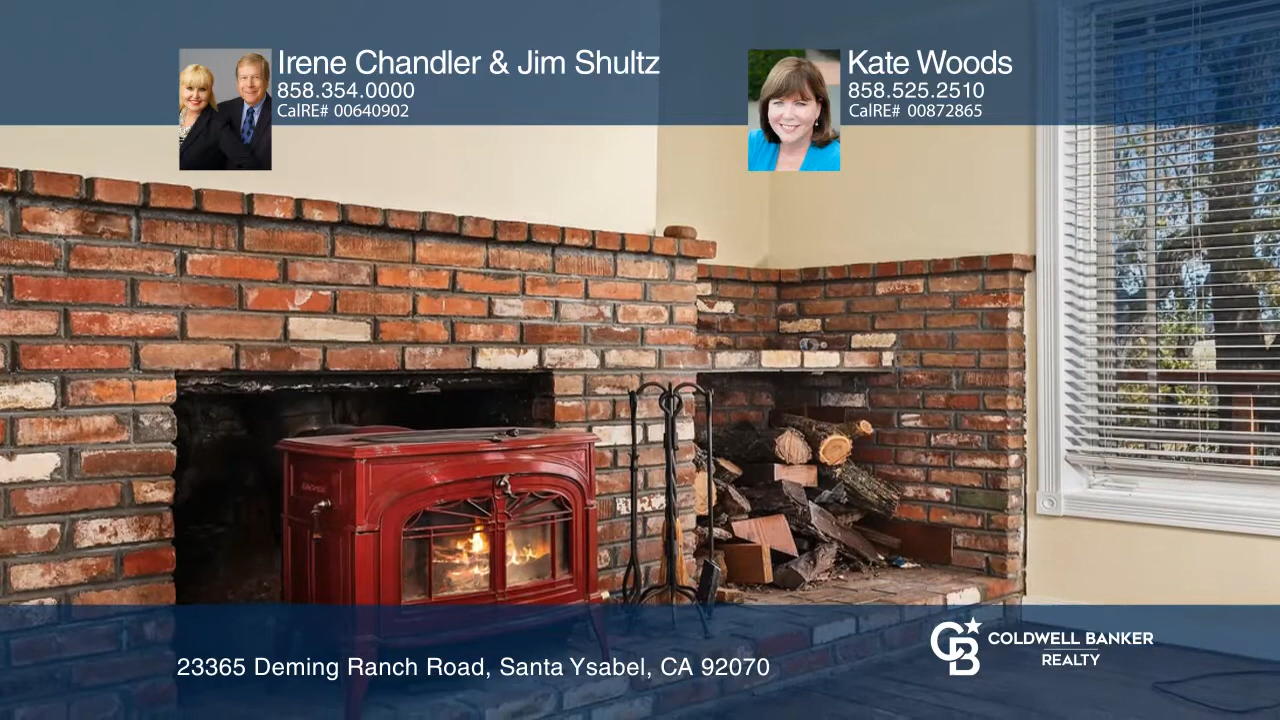 Irene Chandler & Jim Shultz
858.354.0000
CalRE# 00640902
Kate Woods
858.525.2510
CalRE# 00872865
23365 Deming Ranch Road, Santa Ysabel, CA 92070
CB
COLDWELL BANKER
REALTY